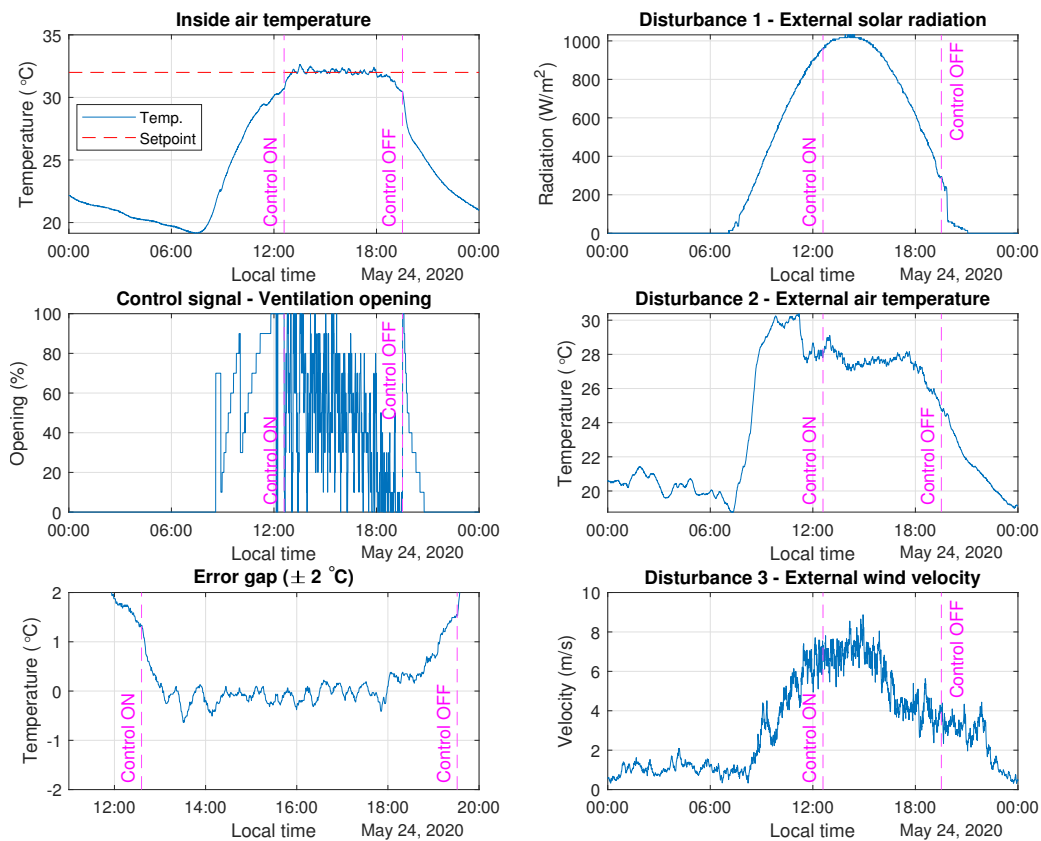 Inside air temperature
35
30
25
20
Temperature ( °C)
Temp.
Setpoint
Control ON
Control OFF
00:00 06:00 12:00 18:00 00:00
Local time
May 24, 2020
Disturbance 1 - External solar radiation
1000
800
600
400
200
0
Radiation (W/m²)
Control ON
Control OFF
00:00 06:00 12:00 18:00 00:00
Local time
May 24, 2020
Control signal - Ventilation opening
100
80
60
40
20
0
Opening (%)
Control ON
Control OFF
00:00 06:00 12:00 18:00 00:00
Local time
May 24, 2020
Disturbance 2 - External air temperature
30
28
26
24
22
20
Temperature ( °C)
Control ON
Control OFF
00:00 06:00 12:00 18:00 00:00
Local time
May 24, 2020
Error gap (± 2 °C)
2
1
0
-1
-2
Temperature ( °C)
Control ON
Control OFF
12:00 14:00 16:00 18:00 20:00
Local time
May 24, 2020
Disturbance 3 - External wind velocity
10
8
6
4
2
0
Velocity (m/s)
Control ON
Control OFF
00:00 06:00 12:00 18:00 00:00
Local time
May 24, 2020